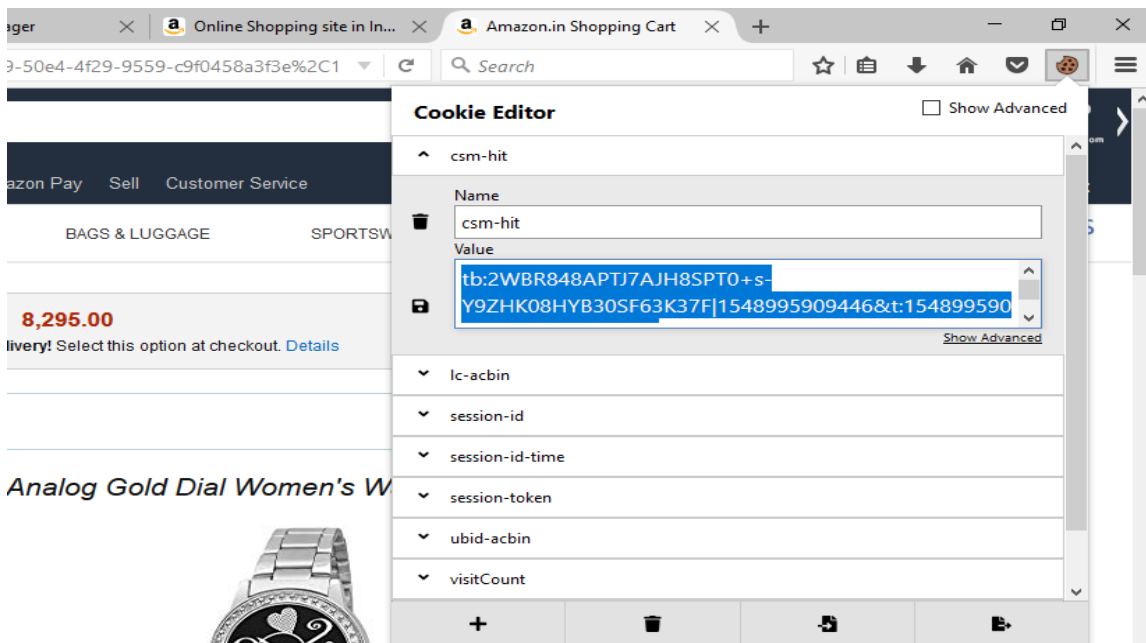 ager
Online Shopping site in In...
Amazon.in Shopping Cart
9-50e4-4f29-9559-c9f0458a3f3e%2C1
Search
Cookie Editor
Show Advanced
csm-hit
azon Pay Sell Customer Service
Name
csm-hit
BAGS & LUGGAGE SPORTSW
Value
tb:2WBR848APTJ7AJH8SPT0+s-
Y9ZHK08HYB30SF63K37F|1548995909446&t:154899590
8,295.00
livery! Select this option at checkout. Details
Show Advanced
lc-acbin
session-id
session-id-time
session-token
Analog Gold Dial Women's W
ubid-acbin
visitCount